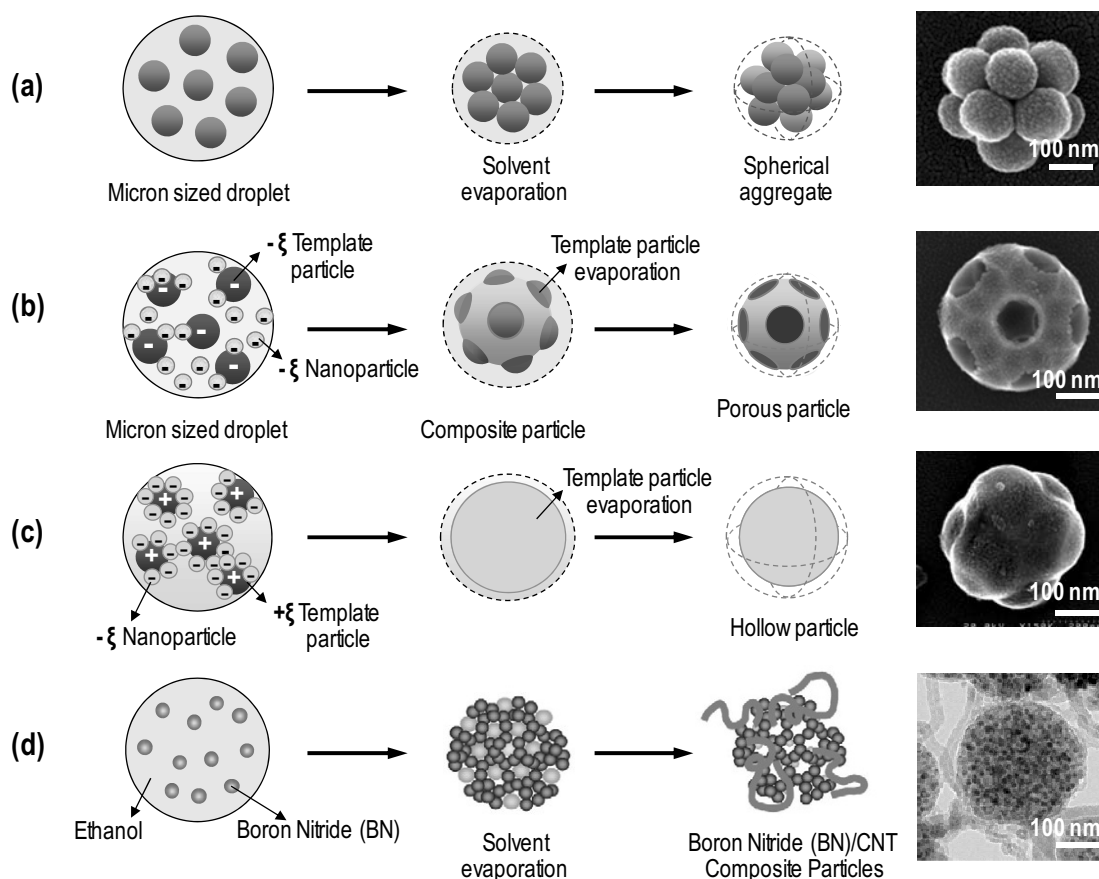 (a)
Micron sized droplet
Solvent
evaporation
Spherical
aggregate
100 nm
(b)
- ξ Template
particle
- ξ Nanoparticle
Micron sized droplet
Template particle
evaporation
Composite particle
Porous particle
100 nm
(c)
- ξ Nanoparticle
+ξ Template
particle
Template particle
evaporation
Hollow particle
100 nm
(d)
Ethanol
Boron Nitride (BN)
Solvent
evaporation
Boron Nitride (BN)/CNT
Composite Particles
100 nm